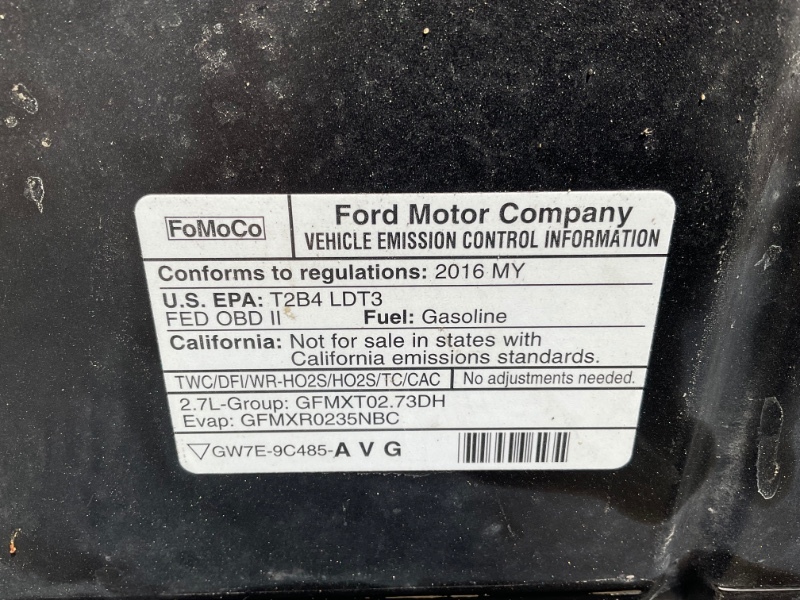 FoMoCo
Ford Motor Company
VEHICLE EMISSION CONTROL INFORMATION
Conforms to regulations: 2016 MY
U.S. EPA: T2B4 LDT3
FED OBD II Fuel: Gasoline
California: Not for sale in states with
California emissions standards.
TWC/DFI/WR-HO2S/HO2S/TC/CAC No adjustments needed.
2.7L-Group: GFMXT02.73DH
Evap: GFMXR0235NBC
▽GW7E-9C485-A V G